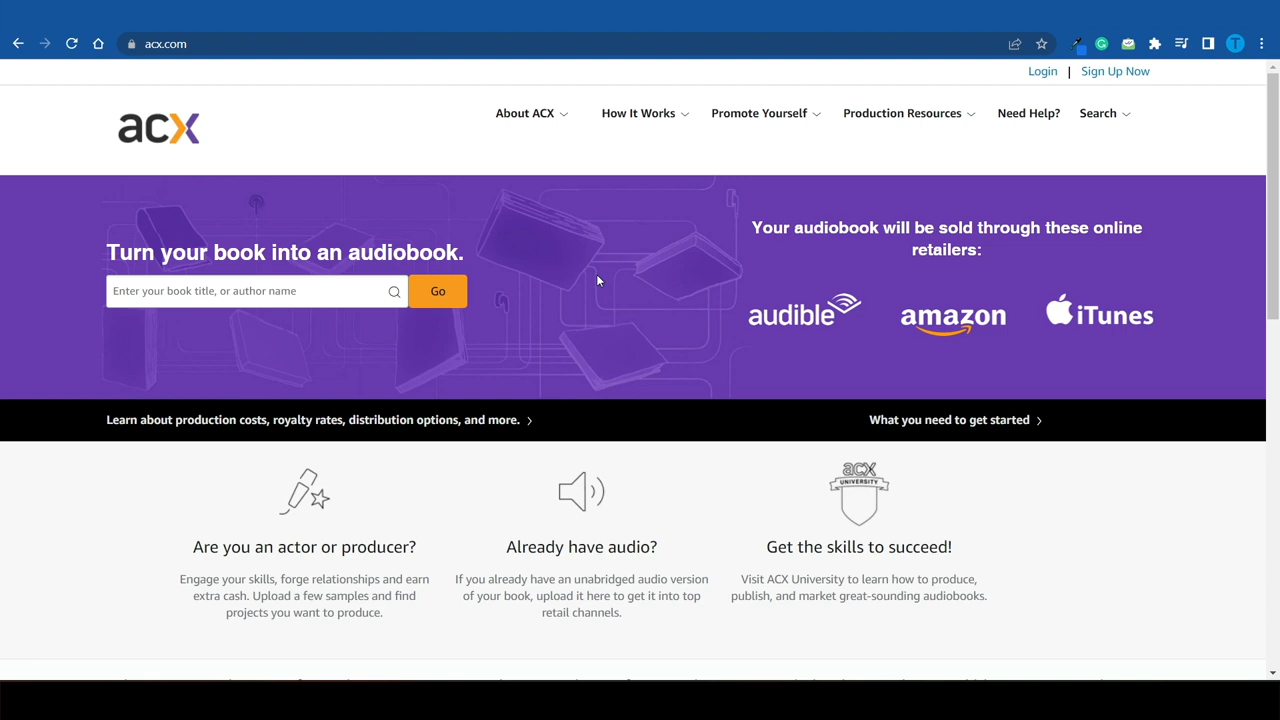 acx.com
T
Login | Sign Up Now
acx
About ACX
How It Works
Promote Yourself
Production Resources
Need Help?
Search
Turn your book into an audiobook.
Enter your book title, or author name
Go
Your audiobook will be sold through these online
retailers:
audible
amazon
iTunes
Learn about production costs, royalty rates, distribution options, and more.
What you need to get started
acx
UNIVERSITY
Are you an actor or producer?
Engage your skills, forge relationships and earn
extra cash. Upload a few samples and find
projects you want to produce.
Already have audio?
If you already have an unabridged audio version
of your book, upload it here to get it into top
retail channels.
Get the skills to succeed!
Visit ACX University to learn how to produce,
publish, and market great-sounding audiobooks.